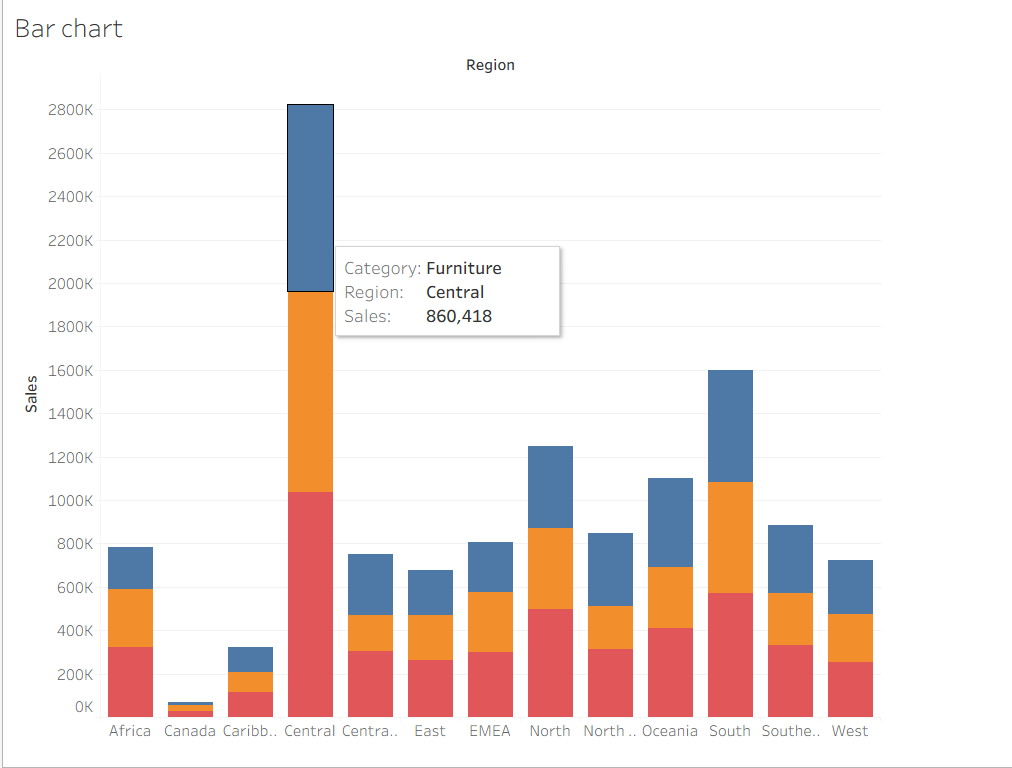 Bar chart
Region
2800K
2600K
2400K
2200K
2000K
1800K
1600K
1400K
1200K
1000K
800K
600K
400K
200K
0K
Sales
Category: Furniture
Region: Central
Sales: 860,418
Africa Canada Caribb.. Central Centra.. East EMEA North North .. Oceania South Southe.. West